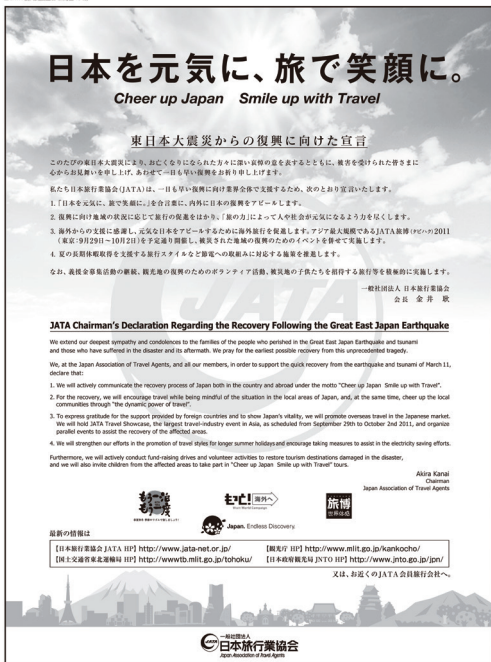 日本を元気に、旅で笑顔に。
Cheer up Japan Smile up with Travel
東日本大震災からの復興に向けた宣言
このたびの東日本大震災により、お亡くなりになられた方々に深い哀悼の意を表するとともに、被害を受けられた皆さまに
心からお見舞いを申し上げ、あわせて一日も早い復興をお祈り申し上げます。
私たち日本旅行業協会(JATA)は、一日も早い復興に向け業界全体で支援するため、次のとおり宣言いたします。
1.「日本を元気に、旅で笑顔に。」を合言葉に、内外に日本の復興をアピールします。
2. 復興に向け地域の状況に応じて旅行の促進をはかり、「旅の力」によって人や社会が元気になるよう力を尽くします。
3. 海外からの支援に感謝し、元気な日本をアピールするために海外旅行を促進します。アジア最大規模であるJATA旅博(タビハク)2011
(東京:9月29日~10月2日)を予定通り開催し、被災された地域の復興のためのイベントを併せて実施します。
4. 夏の長期休暇取得を支援する旅行スタイルなど節電への取組みに対応する施策を推進します。
なお、義援金募集活動の継続、観光地の復興のためのボランティア活動、被災地の子供たちを招待する旅行等を積極的に実施します。
一般社団法人 日本旅行業協会
会長 金井 耿
JATA Chairman's Declaration Regarding the Recovery Following the Great East Japan Earthquake
We extend our deepest sympathy and condolences to the families of the people who perished in the Great East Japan Earthquake and tsunami
and those who have suffered in the disaster and its aftermath. We pray for the earliest possible recovery from this unprecedented tragedy.
We, at the Japan Association of Travel Agents, and all our members, in order to support the quick recovery from the earthquake and tsunami of March 11,
declare that:
1. We will actively communicate the recovery process of Japan both in the country and abroad under the motto "Cheer up Japan Smile up with Travel".
2. For the recovery, we will encourage travel while being mindful of the situation in the local areas of Japan, and, at the same time, cheer up the local
communities through "the dynamic power of travel".
3. To express gratitude for the support provided by foreign countries and to show Japan's vitality, we will promote overseas travel in the Japanese market.
We will hold JATA Travel Showcase, the largest travel-industry event in Asia, as scheduled from September 29th to October 2nd 2011, and organize
parallel events to assist the recovery of the affected areas.
4. We will strengthen our efforts in the promotion of travel styles for longer summer holidays and encourage taking measures to assist in the electricity saving efforts.
Furthermore, we will actively conduct fund-raising drives and volunteer activities to restore tourism destinations damaged in the disaster,
and we will also invite children from the affected areas to take part in "Cheer up Japan Smile up with Travel" tours.
Akira Kanai
Chairman
Japan Association of Travel Agents
もう一泊
もう一度
もっと!海外へ
旅博
世界体感
Japan. Endless Discovery.
最新の情報は
【日本旅行業協会 JATA HP】http://www.jata-net.or.jp/
【観光庁 HP】http://www.mlit.go.jp/kankocho/
【国土交通省東北運輸局 HP】http://wwwtb.mlit.go.jp/tohoku/
【日本政府観光局 JNTO HP】http://www.jnto.go.jp/jpn/
又は、お近くのJATA会員旅行会社へ。
JATA
一般社団法人
日本旅行業協会
Japan Association of Travel Agents